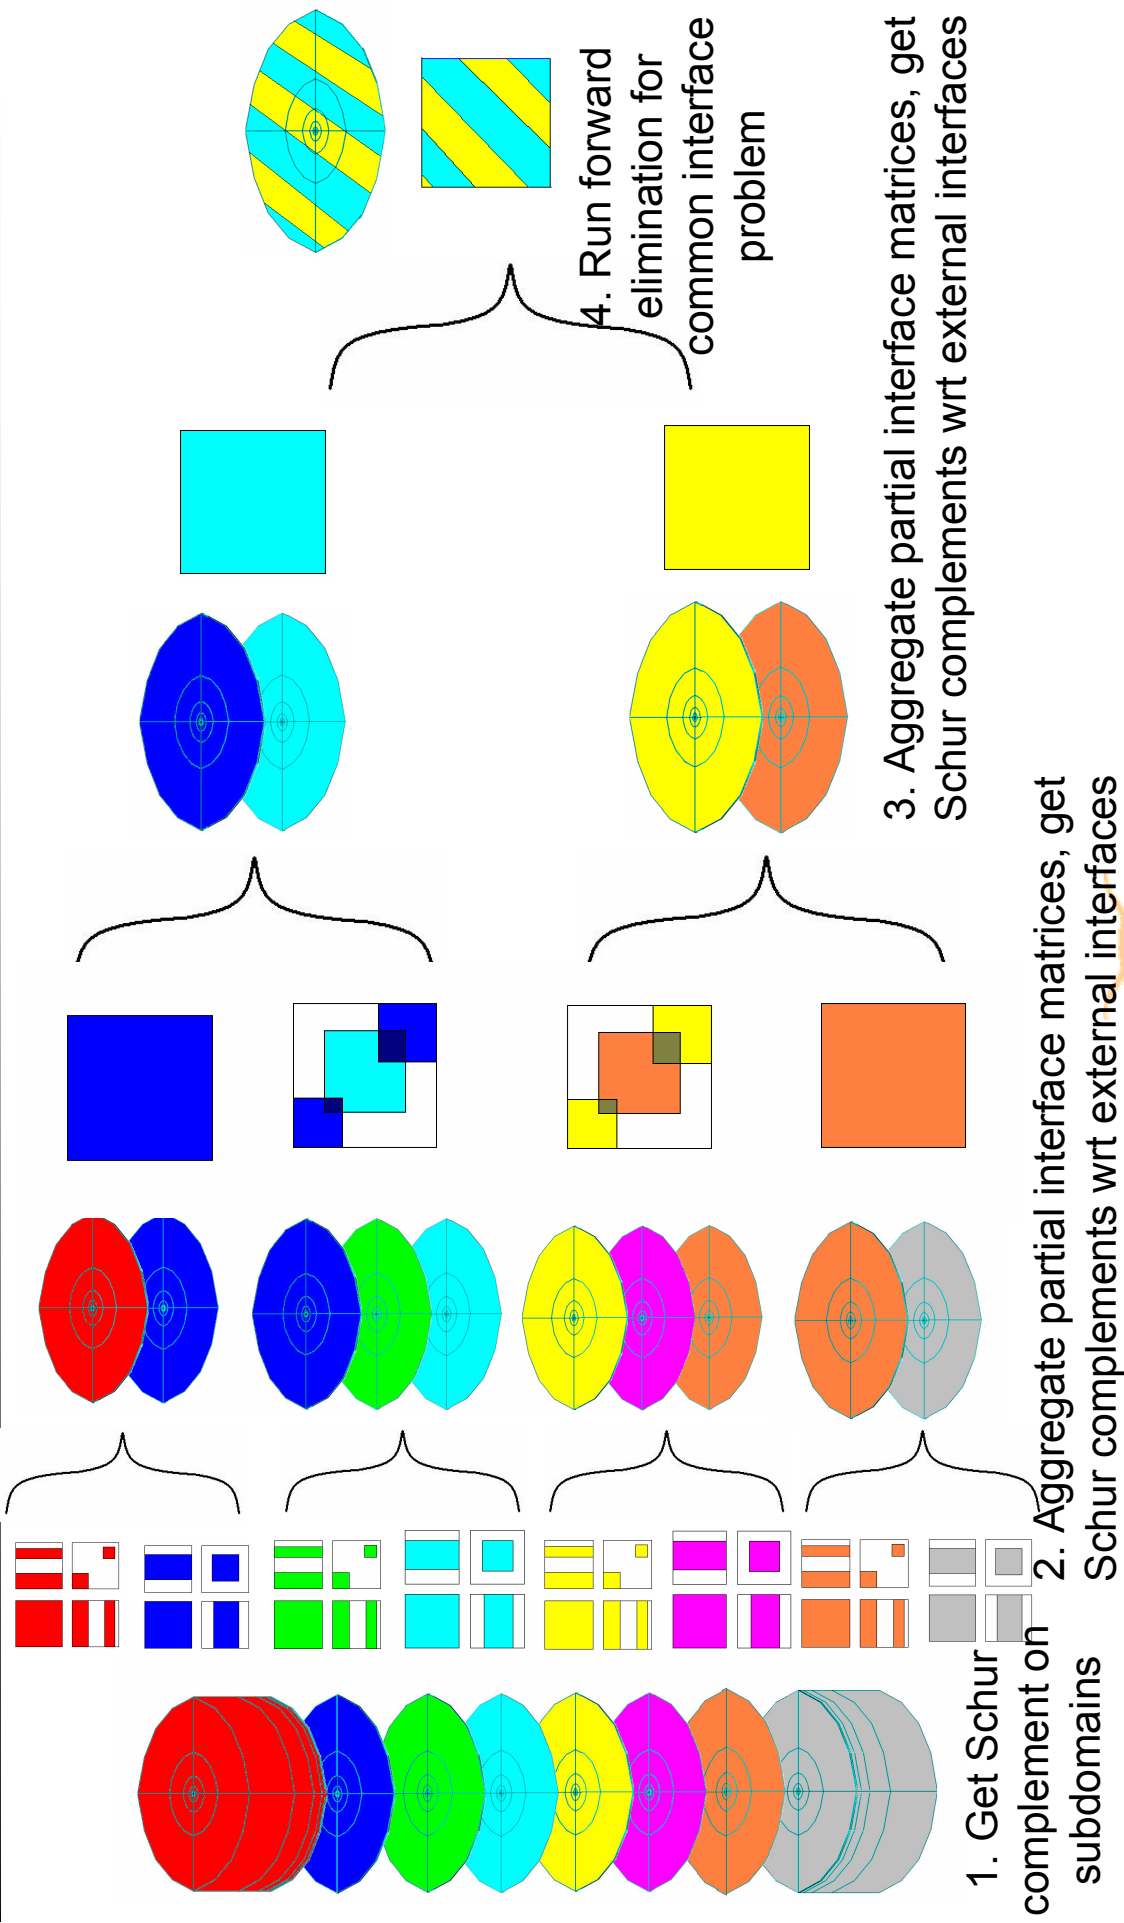 1. Get Schur
complement on
subdomains
2. Aggregate partial interface matrices, get
Schur complements wrt external interfaces
3. Aggregate partial interface matrices, get
Schur complements wrt external interfaces
4. Run forward
elimination for
common interface
problem